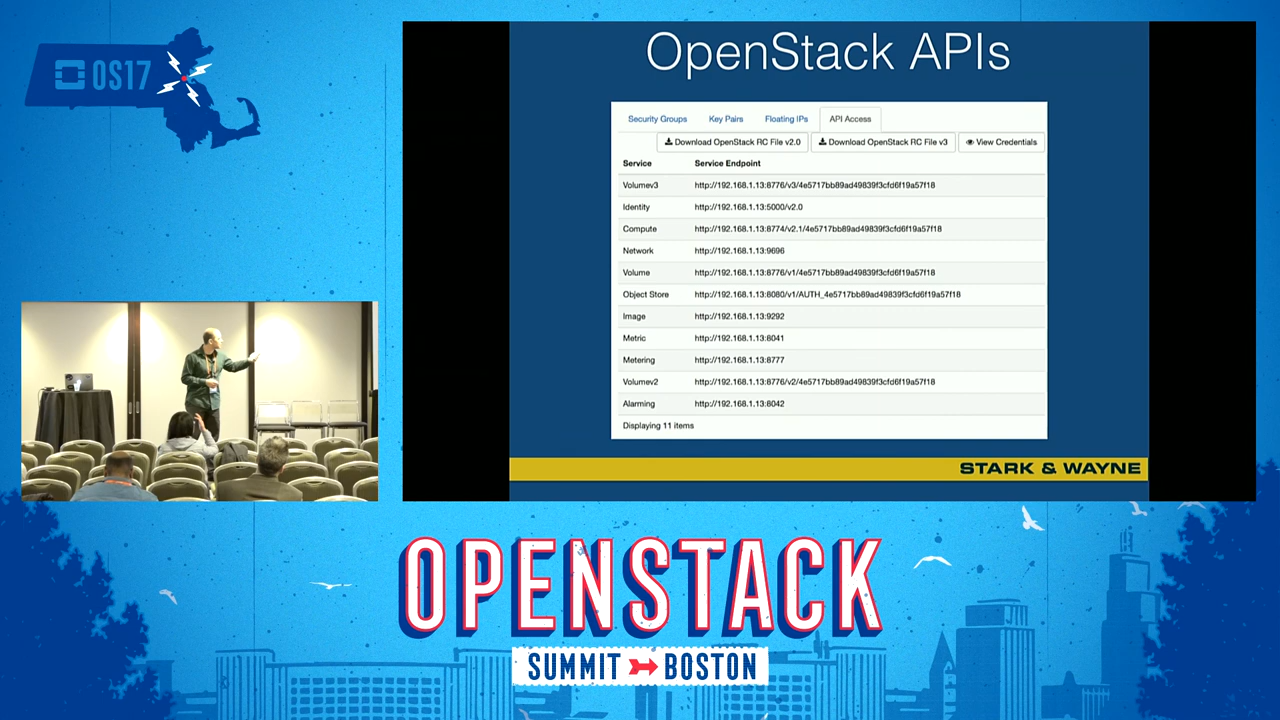 OS17
OpenStack APIs
Security Groups Key Pairs Floating IPs API Access
Download OpenStack RC File v2.0 Download OpenStack RC File v3 View Credentials
Service Service Endpoint
Volumev3 http://192.168.1.13:8776/v3/4e5717bb89ad49839f3cfd6f19a57f18
Identity http://192.168.1.13:5000/v2.0
Compute http://192.168.1.13:8774/v2.1/4e5717bb89ad49839f3cfd6f19a57f18
Network http://192.168.1.13:9696
Volume http://192.168.1.13:8776/v1/4e5717bb89ad49839f3cfd6f19a57f18
Object Store http://192.168.1.13:8080/v1/AUTH_4e5717bb89ad49839f3cfd6f19a57f18
Image http://192.168.1.13:9292
Metric http://192.168.1.13:8041
Metering http://192.168.1.13:8777
Volumev2 http://192.168.1.13:8776/v2/4e5717bb89ad49839f3cfd6f19a57f18
Alarming http://192.168.1.13:8042
Displaying 11 items
STARK & WAYNE
OPENSTACK
SUMMIT BOSTON